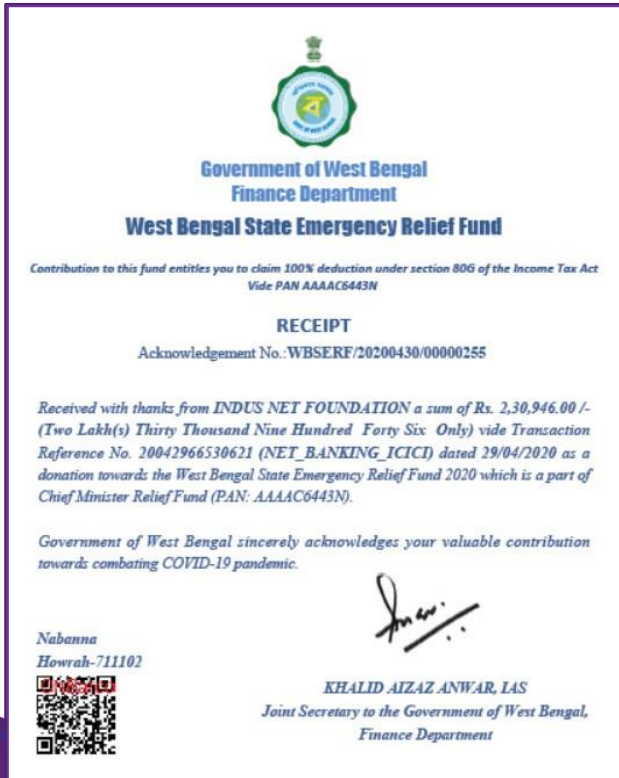 Government of West Bengal
Finance Department
West Bengal State Emergency Relief Fund
Contribution to this fund entitles you to claim 100% deduction under section 80G of the Income Tax Act
Vide PAN AAAAC6443N
RECEIPT
Acknowledgement No.:WBSERF/20200430/00000255
Received with thanks from INDUS NET FOUNDATION a sum of Rs. 2,30,946.00 /-
(Two Lakh(s) Thirty Thousand Nine Hundred Forty Six Only) vide Transaction
Reference No. 20042966530621 (NET_BANKING_ICICI) dated 29/04/2020 as a
donation towards the West Bengal State Emergency Relief Fund 2020 which is a part of
Chief Minister Relief Fund (PAN: AAAAC6443N).
Government of West Bengal sincerely acknowledges your valuable contribution
towards combating COVID-19 pandemic.
Nabanna
Howrah-711102
KHALID AIZAZ ANWAR, IAS
Joint Secretary to the Government of West Bengal,
Finance Department